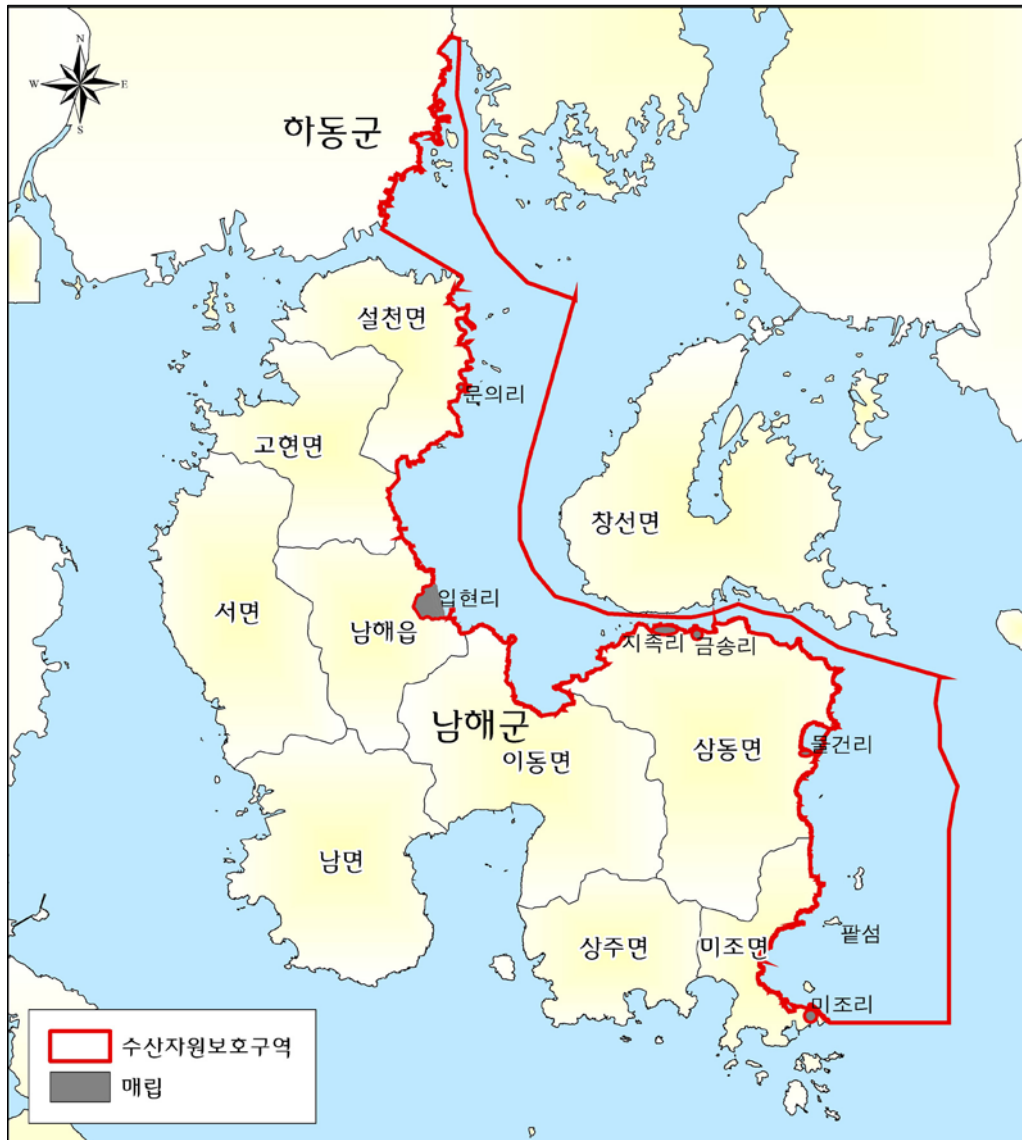 N
W
E
S
하동군
설천면
문의리
고현면
창선면
입현리
서면
남해읍
지족리
금송리
남해군
이동면
삼동면
물건리
남면
팥섬
상주면
미조면
미조리
수산자원보호구역
매립